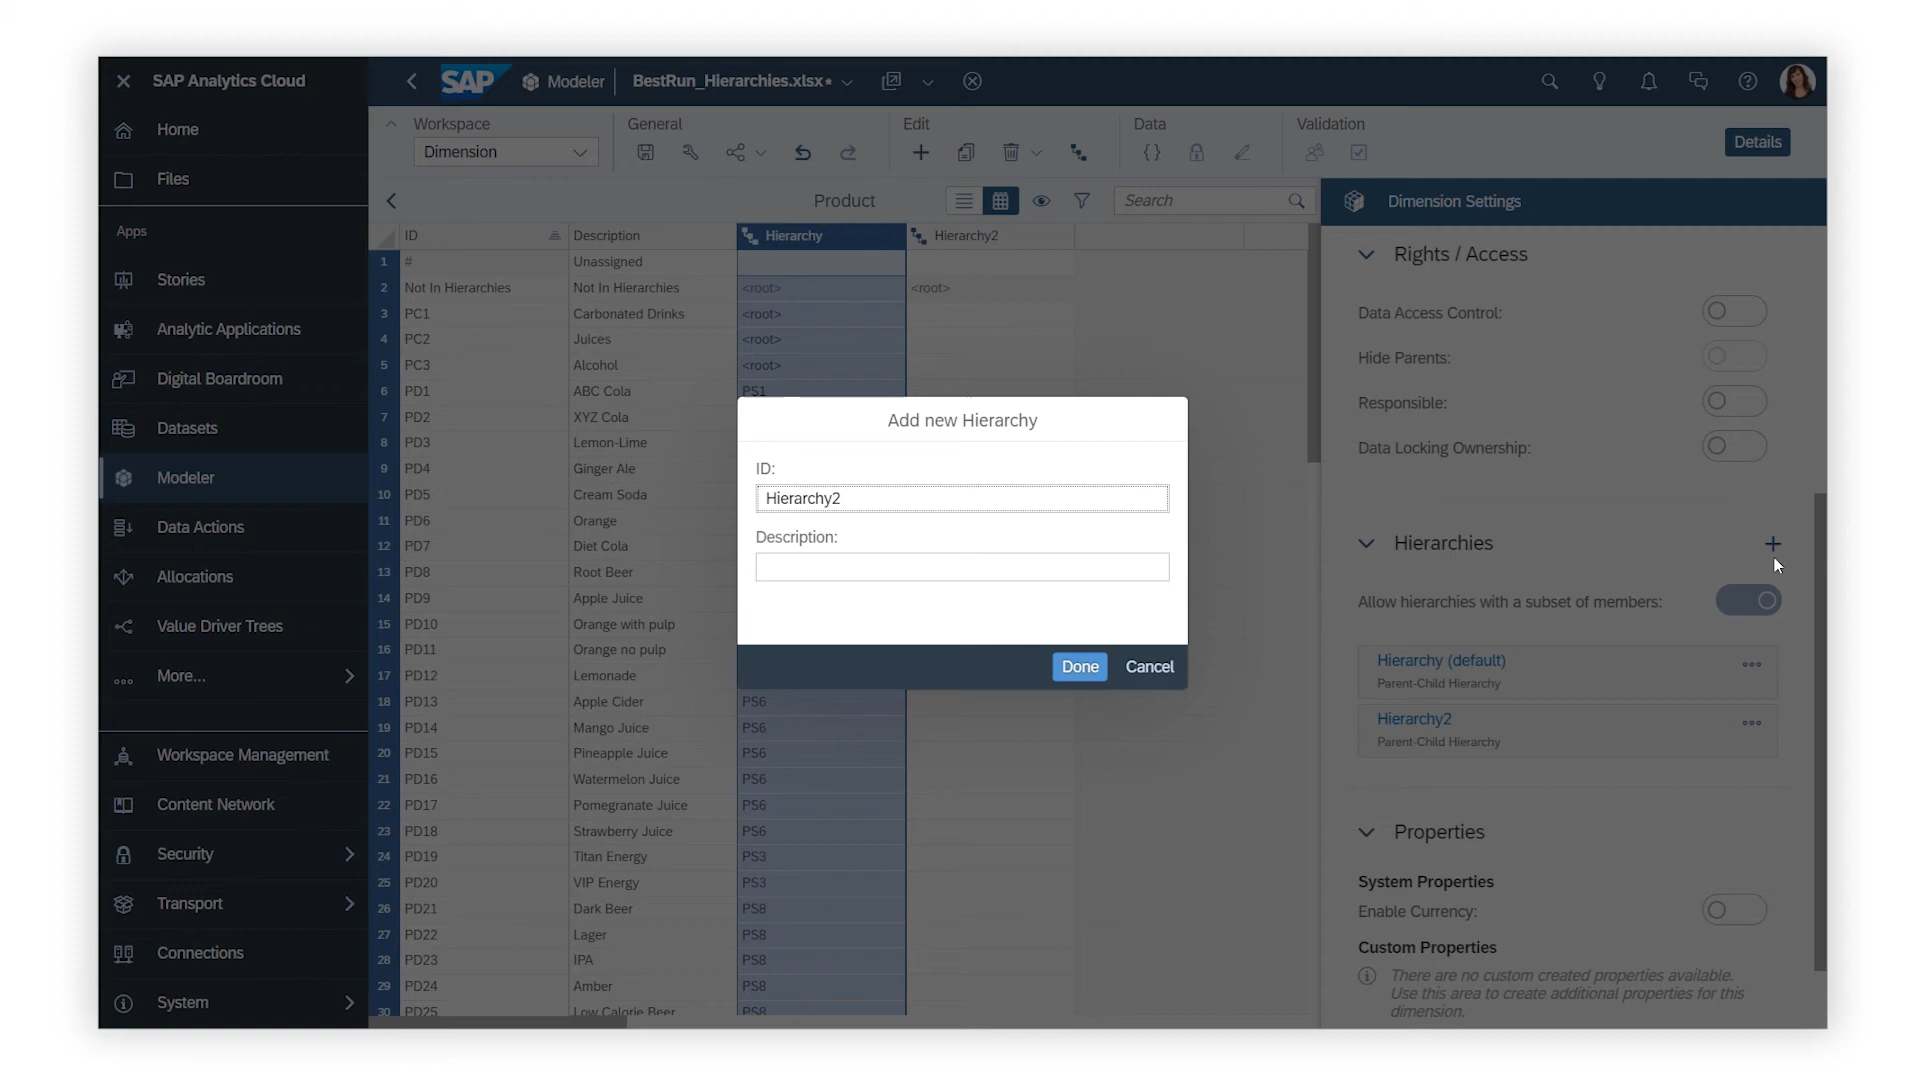 SAP Analytics Cloud
Home
Files
Apps
Stories
Analytic Applications
Digital Boardroom
Datasets
Modeler
Data Actions
Allocations
Value Driver Trees
More...
Workspace Management
Content Network
Security
Transport
Connections
System
SAP Modeler BestRun_Hierarchies.xlsx*
Workspace General Edit Data Validation
Dimension
Details
Product
Search
ID Description Hierarchy Hierarchy2
1 # Unassigned
2 Not In Hierarchies Not In Hierarchies <root> <root>
3 PC1 Carbonated Drinks <root>
4 PC2 Juices <root>
5 PC3 Alcohol <root>
6 PD1 ABC Cola PS1
7 PD2 XYZ Cola
8 PD3 Lemon-Lime
9 PD4 Ginger Ale
10 PD5 Cream Soda
11 PD6 Orange
12 PD7 Diet Cola
13 PD8 Root Beer
14 PD9 Apple Juice
15 PD10 Orange with pulp
16 PD11 Orange no pulp
17 PD12 Lemonade
18 PD13 Apple Cider PS6
19 PD14 Mango Juice PS6
20 PD15 Pineapple Juice PS6
21 PD16 Watermelon Juice PS6
22 PD17 Pomegranate Juice PS6
23 PD18 Strawberry Juice PS6
24 PD19 Titan Energy PS3
25 PD20 VIP Energy PS3
26 PD21 Dark Beer PS8
27 PD22 Lager PS8
28 PD23 IPA PS8
29 PD24 Amber PS8
30 PD25 Low Calorie Beer PS8
Add new Hierarchy
ID:
Hierarchy2
Description:
Done Cancel
Dimension Settings
Rights / Access
Data Access Control:
Hide Parents:
Responsible:
Data Locking Ownership:
Hierarchies
Allow hierarchies with a subset of members:
Hierarchy (default)
Parent-Child Hierarchy
Hierarchy2
Parent-Child Hierarchy
Properties
System Properties
Enable Currency:
Custom Properties
There are no custom created properties available.
Use this area to create additional properties for this
dimension.